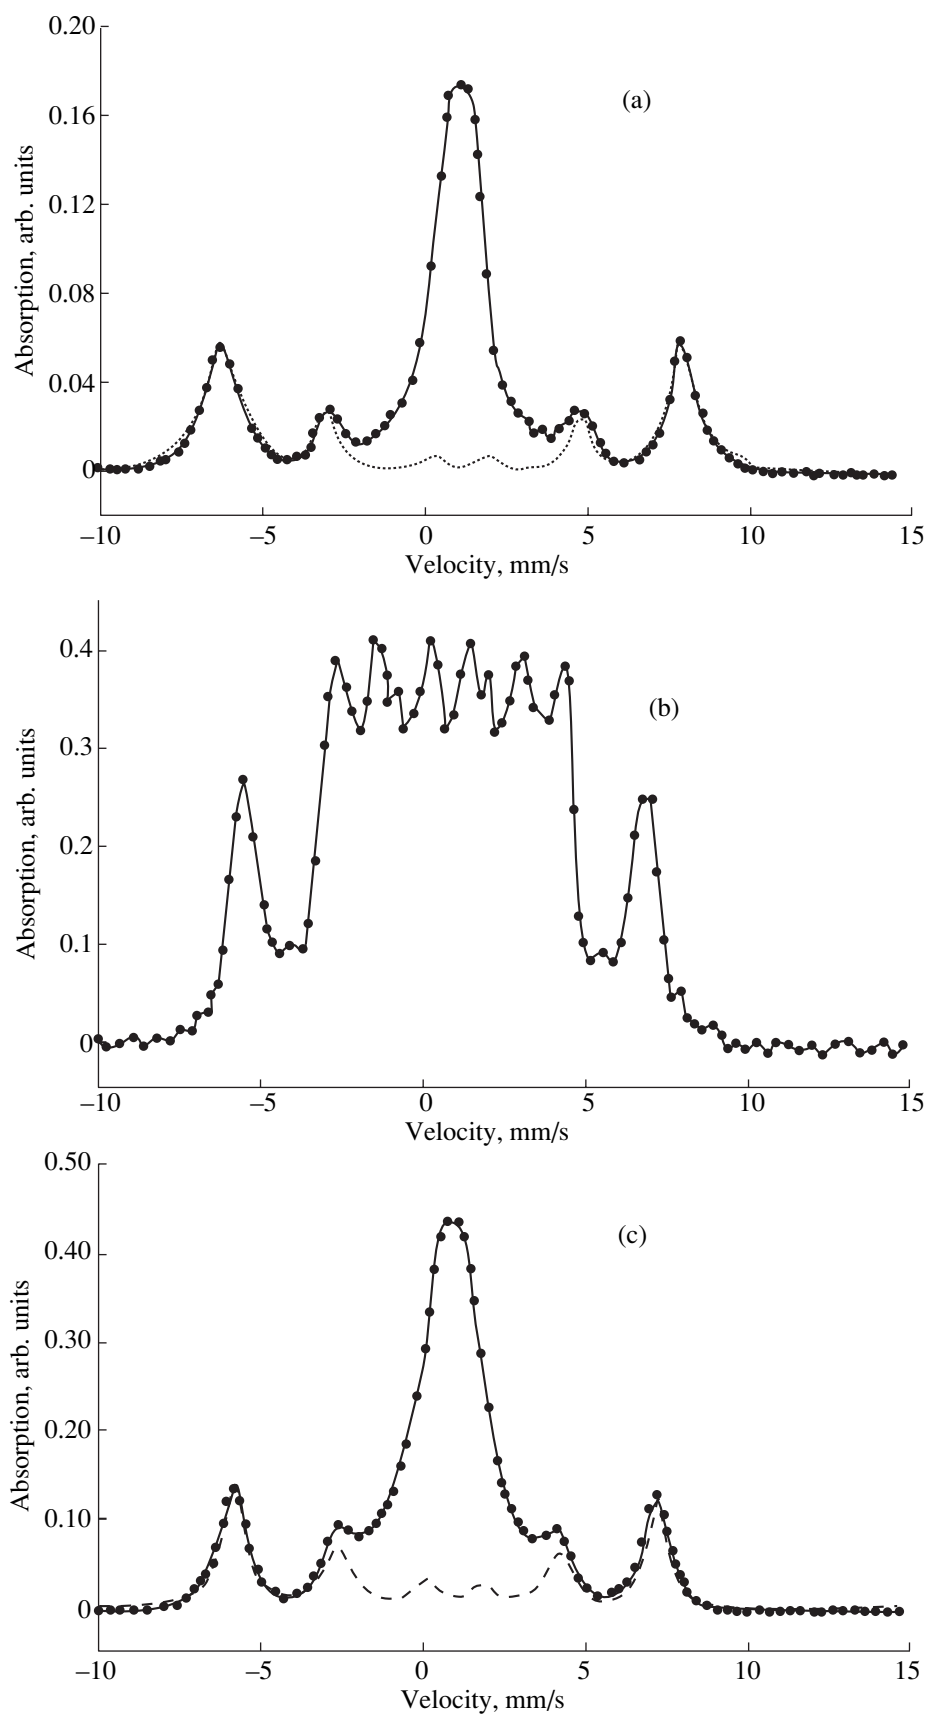 0.20
(a)
0.16
0.12
0.08
0.04
0
Absorption, arb. units
–10 –5 0 5 10 15
Velocity, mm/s
0.4
(b)
0.3
0.2
0.1
0
Absorption, arb. units
–10 –5 0 5 10 15
Velocity, mm/s
0.50
(c)
0.40
0.30
0.20
0.10
0
Absorption, arb. units
–10 –5 0 5 10 15
Velocity, mm/s